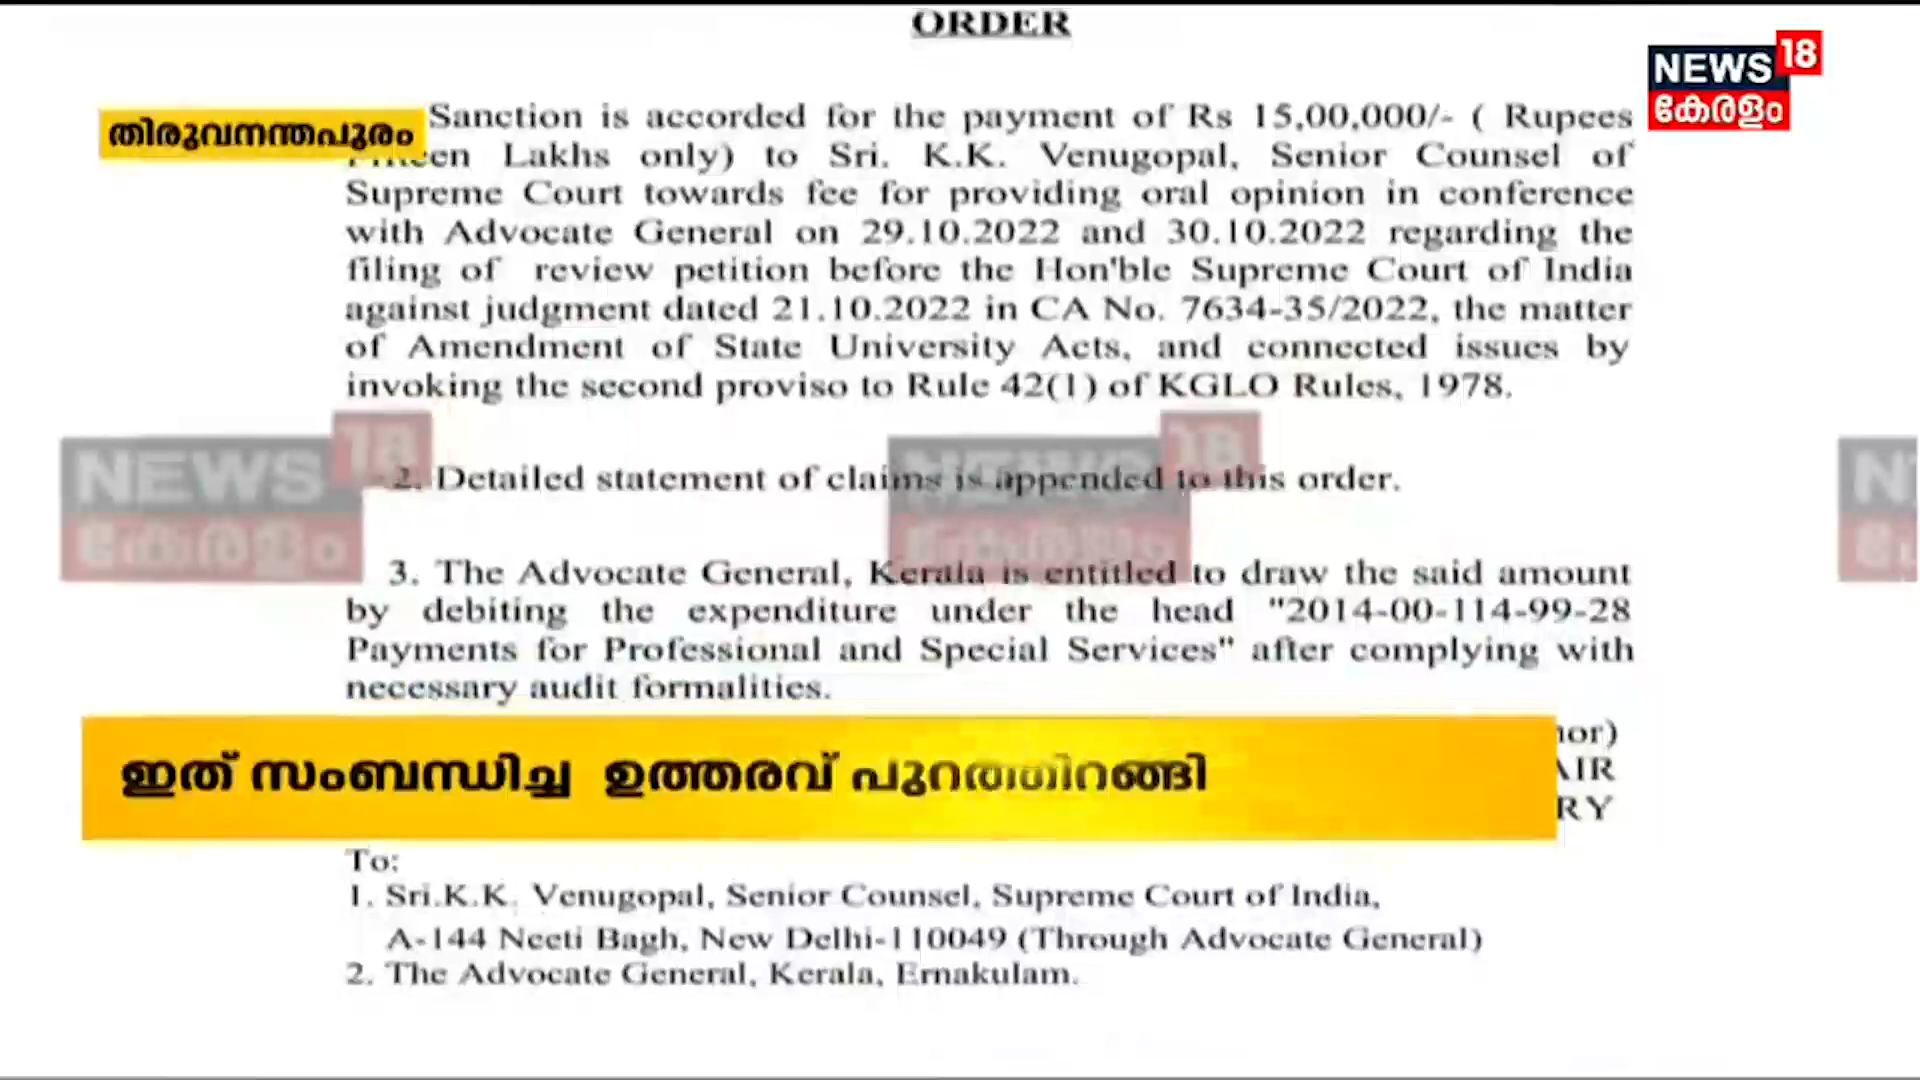 ORDER
NEWS 18
കേരളം
തിരുവനന്തപുരം
Sanction is accorded for the payment of Rs 15,00,000/- ( Rupees
Lakhs only) to Sri. K.K. Venugopal, Senior Counsel of
Supreme Court towards fee for providing oral opinion in conference
with Advocate General on 29.10.2022 and 30.10.2022 regarding the
filing of review petition before the Hon'ble Supreme Court of India
against judgment dated 21.10.2022 in CA No. 7634-35/2022, the matter
of Amendment of State University Acts, and connected issues by
invoking the second proviso to Rule 42(1) of KGLO Rules, 1978.
NEWS 18
കേരളം
NEWS 18
കേരളം
2. Detailed statement of claims is appended to this order.
3. The Advocate General, Kerala is entitled to draw the said amount
by debiting the expenditure under the head "2014-00-114-99-28
Payments for Professional and Special Services" after complying with
necessary audit formalities.
ഇത് സംബന്ധിച്ച ഉത്തരവ് പുറത്തിറങ്ങി
To:
1. Sri.K.K. Venugopal, Senior Counsel, Supreme Court of India,
A-144 Neeti Bagh, New Delhi-110049 (Through Advocate General)
2. The Advocate General, Kerala, Ernakulam.